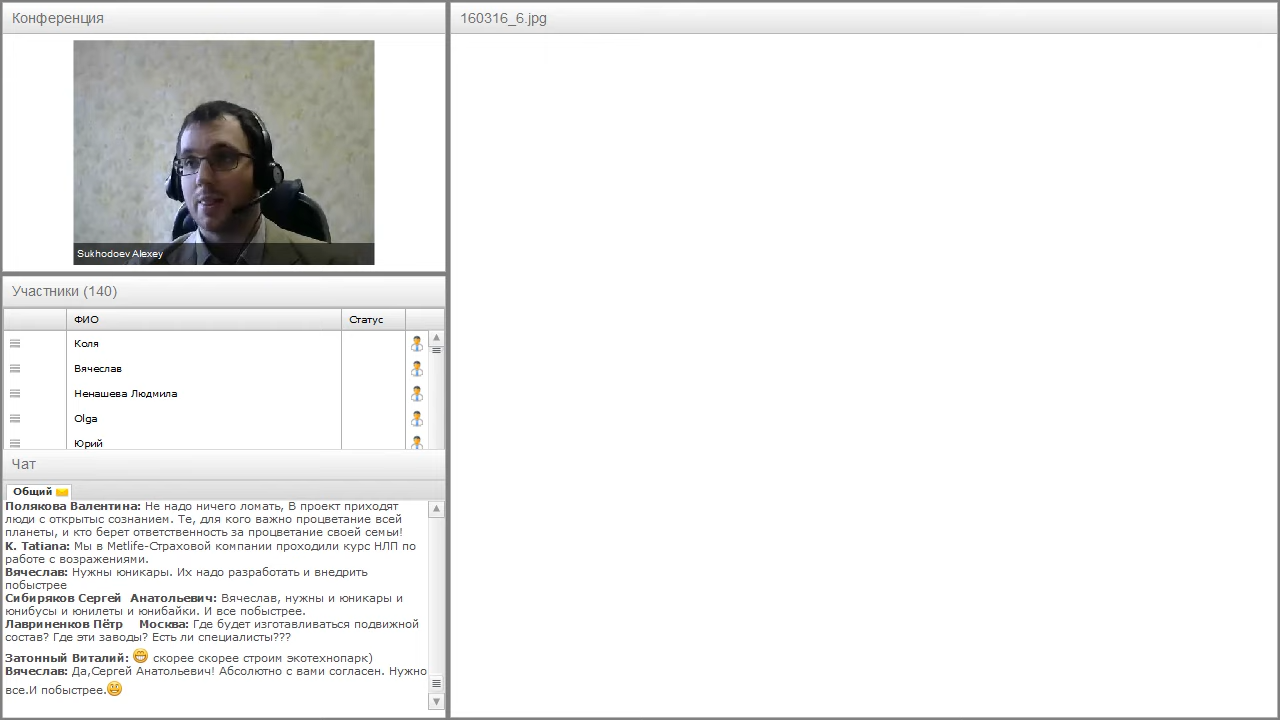 Конференция
160316_6.jpg
Sukhodoev Alexey
Участники (140)
ФИО
Статус
Коля
Вячеслав
Ненашева Людмила
Olga
Юрий
Чат
Общий
Полякова Валентина: Не надо ничего ломать, В проект приходят
люди с открытыс сознанием. Те, для кого важно процветание всей
планеты, и кто берет ответственность за процветание своей семьи!
K. Tatiana: Мы в Metlife-Страховой компании проходили курс НЛП по
работе с возражениями.
Вячеслав: Нужны юникары. Их надо разработать и внедрить
побыстрее
Сибиряков Сергей Анатольевич: Вячеслав, нужны и юникары и
юнибусы и юнилеты и юнибайки. И все побыстрее.
Лавриненков Пётр Москва: Где будет изготавливаться подвижной
состав? Где эти заводы? Есть ли специалисты???
Затонный Виталий: скорее скорее строим экотехнопарк)
Вячеслав: Да,Сергей Анатольевич! Абсолютно с вами согласен. Нужно
все.И побыстрее.